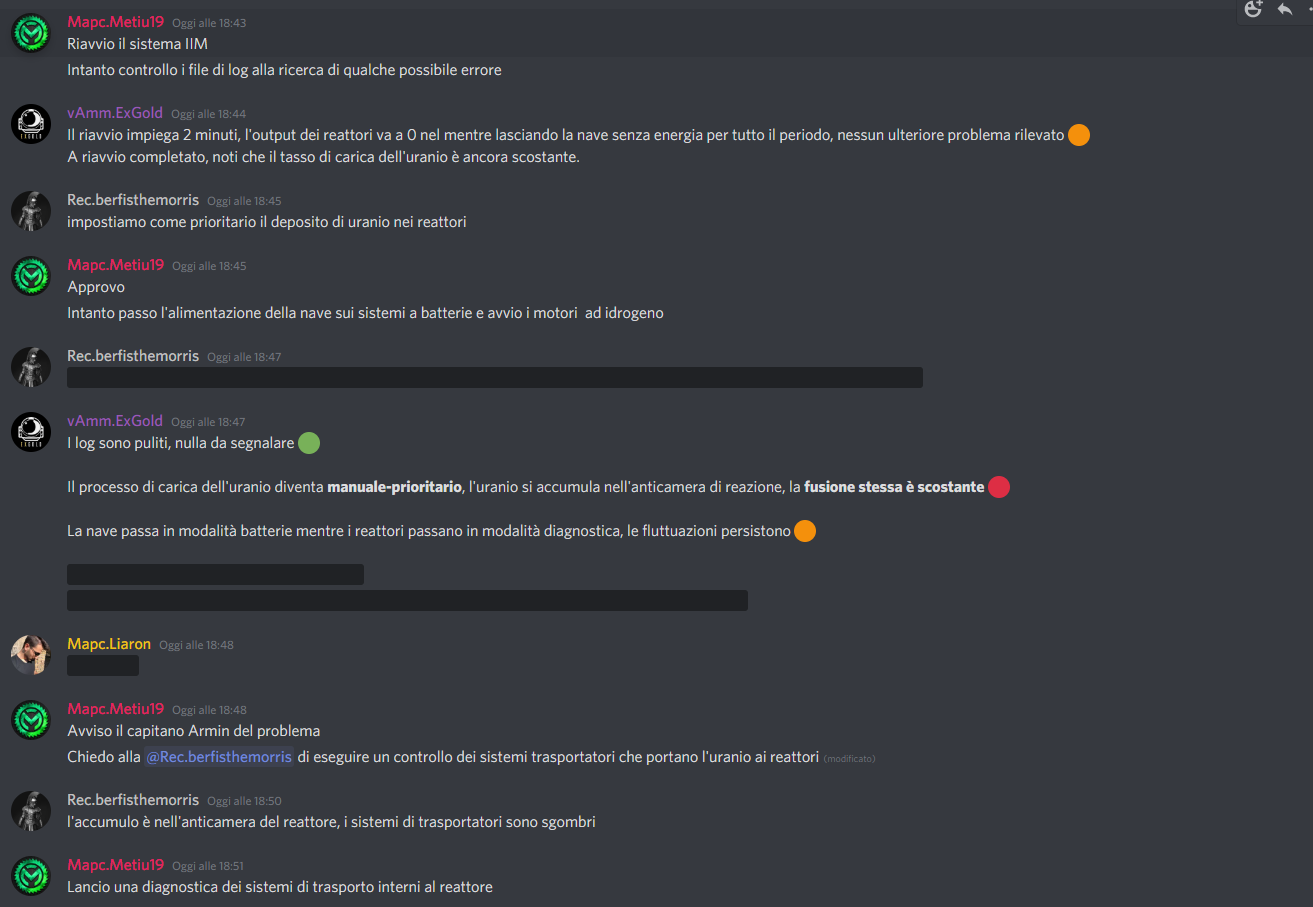 Mapc.Metiu19 Oggi alle 18:43
Riavvio il sistema IIM
Intanto controllo i file di log alla ricerca di qualche possibile errore
vAmm.ExGold Oggi alle 18:44
Il riavvio impiega 2 minuti, l'output dei reattori va a 0 nel mentre lasciando la nave senza energia per tutto il periodo, nessun ulteriore problema rilevato
A riavvio completato, noti che il tasso di carica dell'uranio è ancora scostante.
Rec.berfisthemorris Oggi alle 18:45
impostiamo come prioritario il deposito di uranio nei reattori
Mapc.Metiu19 Oggi alle 18:45
Approvo
Intanto passo l'alimentazione della nave sui sistemi a batterie e avvio i motori ad idrogeno
Rec.berfisthemorris Oggi alle 18:47
vAmm.ExGold Oggi alle 18:47
I log sono puliti, nulla da segnalare
Il processo di carica dell'uranio diventa manuale-prioritario, l'uranio si accumula nell'anticamera di reazione, la fusione stessa è scostante
La nave passa in modalità batterie mentre i reattori passano in modalità diagnostica, le fluttuazioni persistono
Mapc.Liaron Oggi alle 18:48
Mapc.Metiu19 Oggi alle 18:48
Avviso il capitano Armin del problema
Chiedo alla @Rec.berfisthemorris di eseguire un controllo dei sistemi trasportatori che portano l'uranio ai reattori (modificato)
Rec.berfisthemorris Oggi alle 18:50
l'accumulo è nell'anticamera del reattore, i sistemi di trasportatori sono sgombri
Mapc.Metiu19 Oggi alle 18:51
Lancio una diagnostica dei sistemi di trasporto interni al reattore